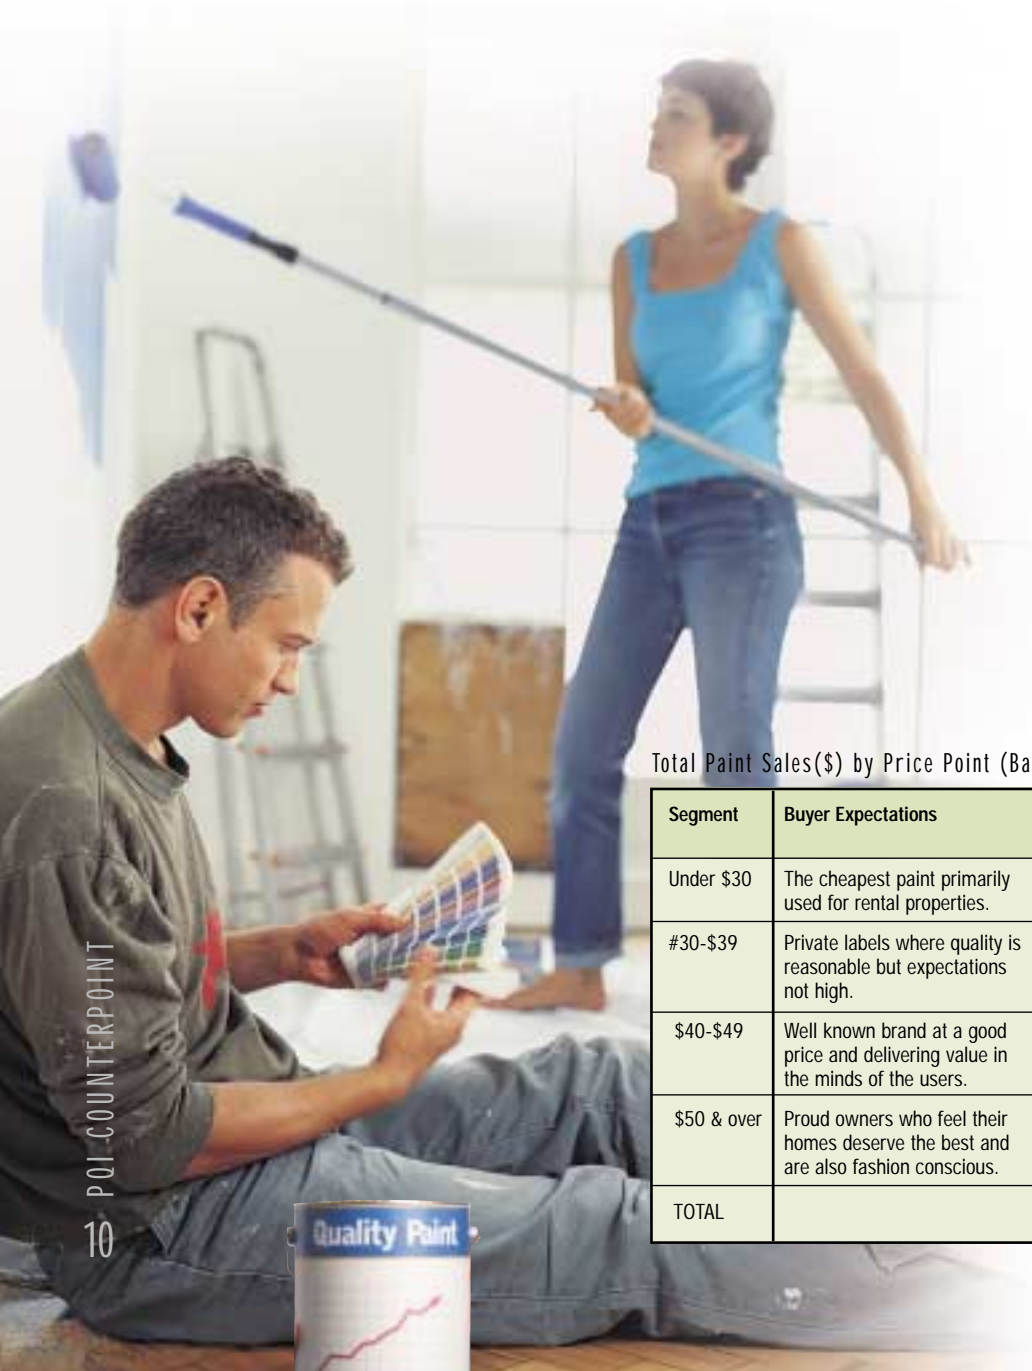 Total Paint Sales($) by Price Point (Ba
Segment
Buyer Expectations
Under $30
The cheapest paint primarily
used for rental properties.
#30-$39
Private labels where quality is
reasonable but expectations
not high.
$40-$49
Well known brand at a good
price and delivering value in
the minds of the users.
$50 & over
Proud owners who feel their
homes deserve the best and
are also fashion conscious.
TOTAL
PQI COUNTERPOINT
10
Quality Paint